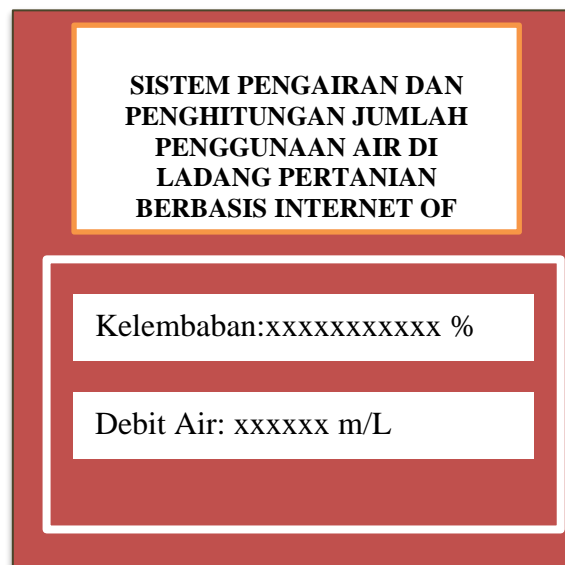 SISTEM PENGAIRAN DAN
PENGHITUNGAN JUMLAH
PENGGUNAAN AIR DI
LADANG PERTANIAN
BERBASIS INTERNET OF
Kelembaban:xxxxxxxxxxx %
Debit Air: xxxxxx m/L